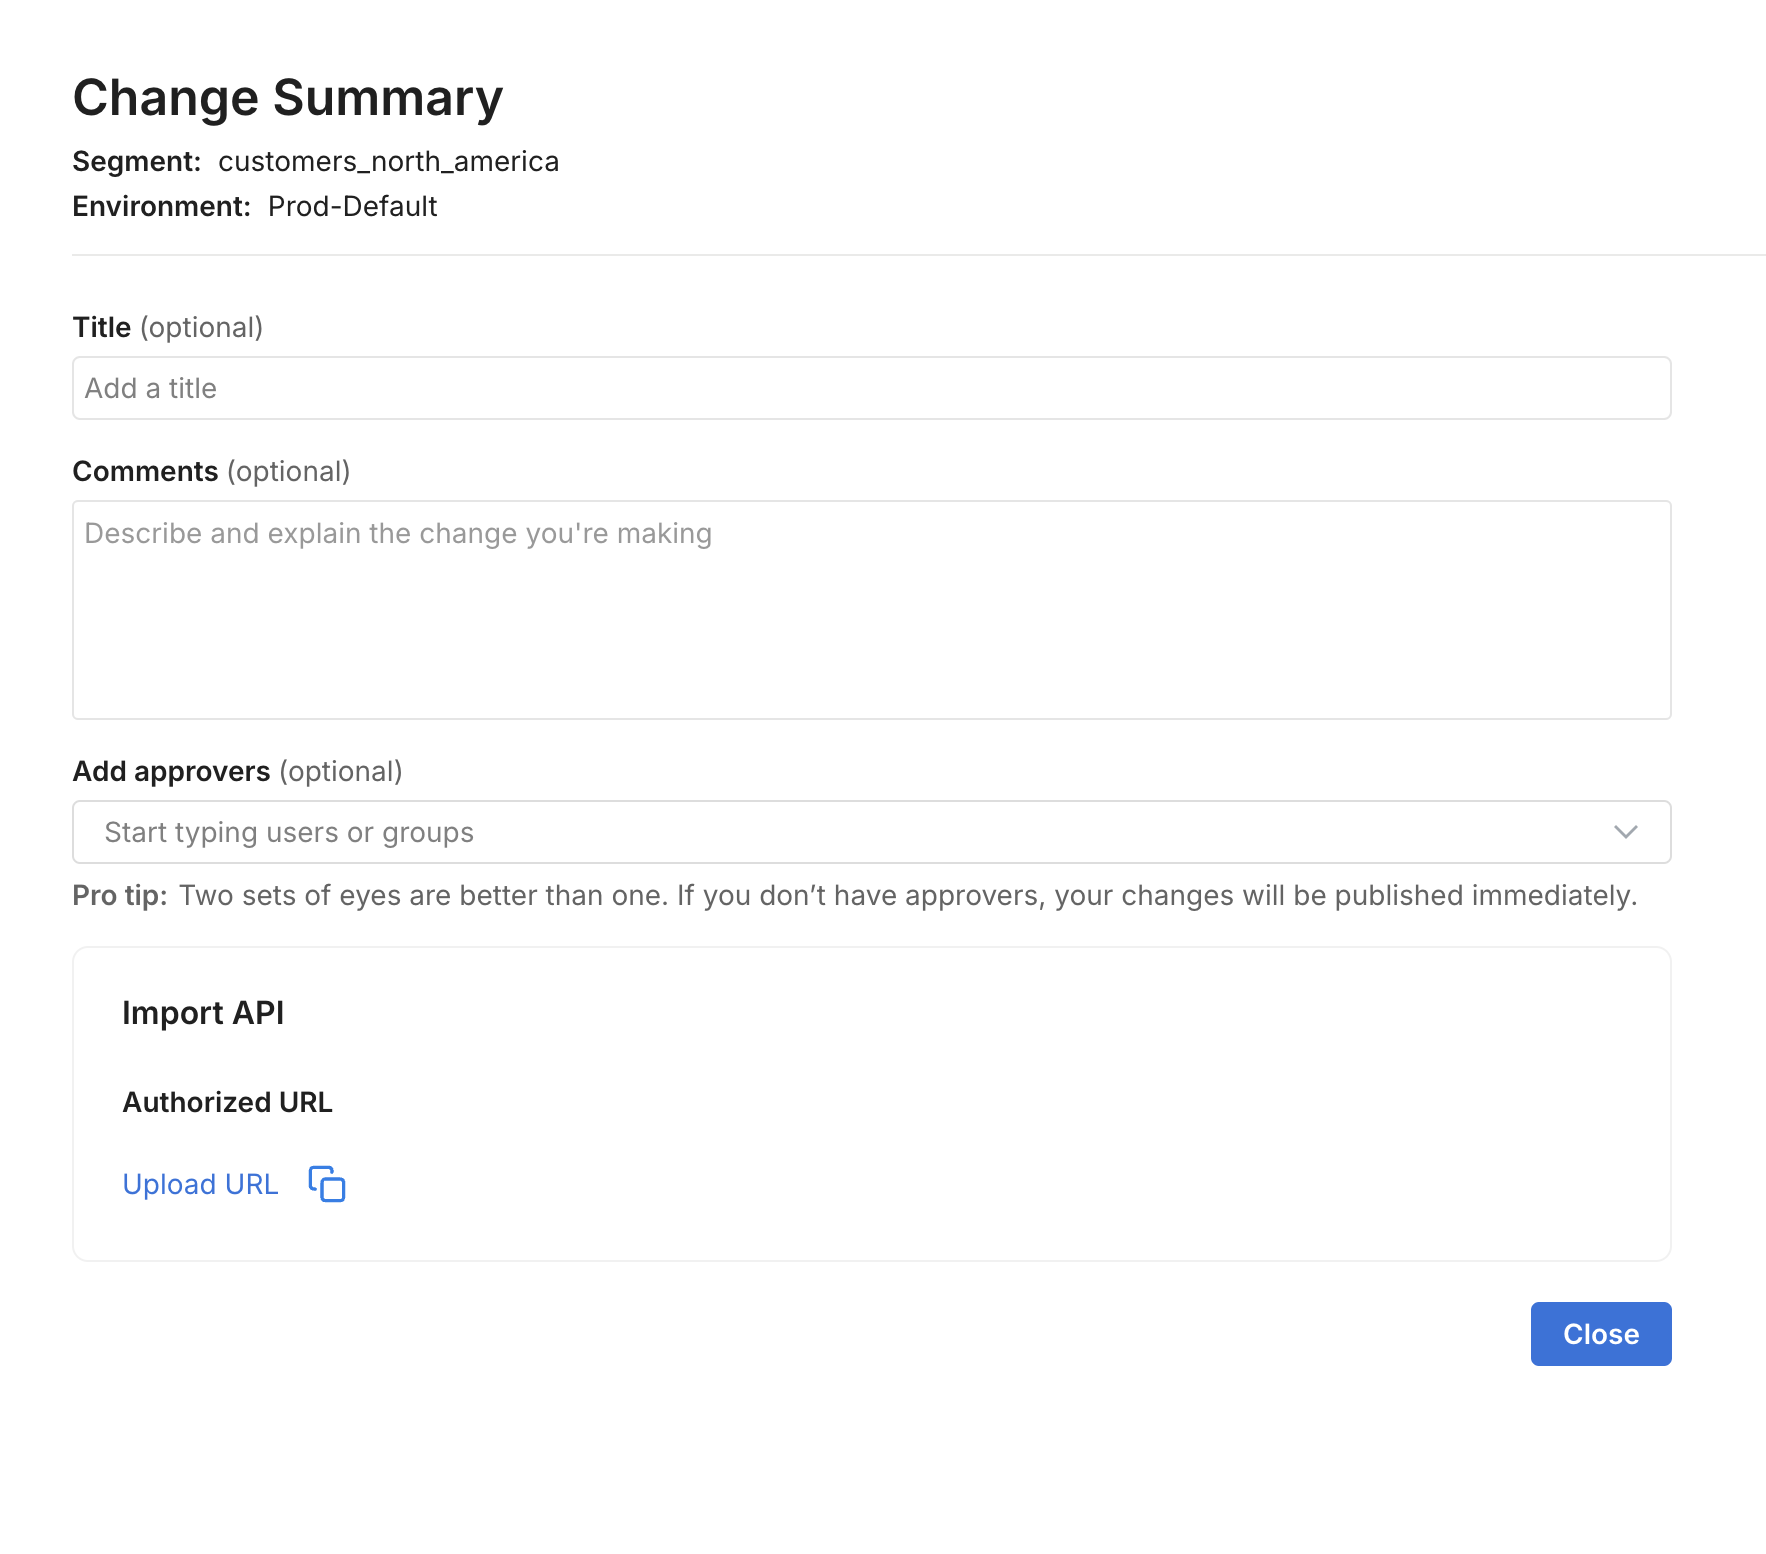 Change Summary
Segment: customers_north_america
Environment: Prod-Default
Title (optional)
Add a title
Comments (optional)
Describe and explain the change you're making
Add approvers (optional)
Start typing users or groups
Pro tip: Two sets of eyes are better than one. If you don’t have approvers, your changes will be published immediately.
Import API
Authorized URL
Upload URL
Close